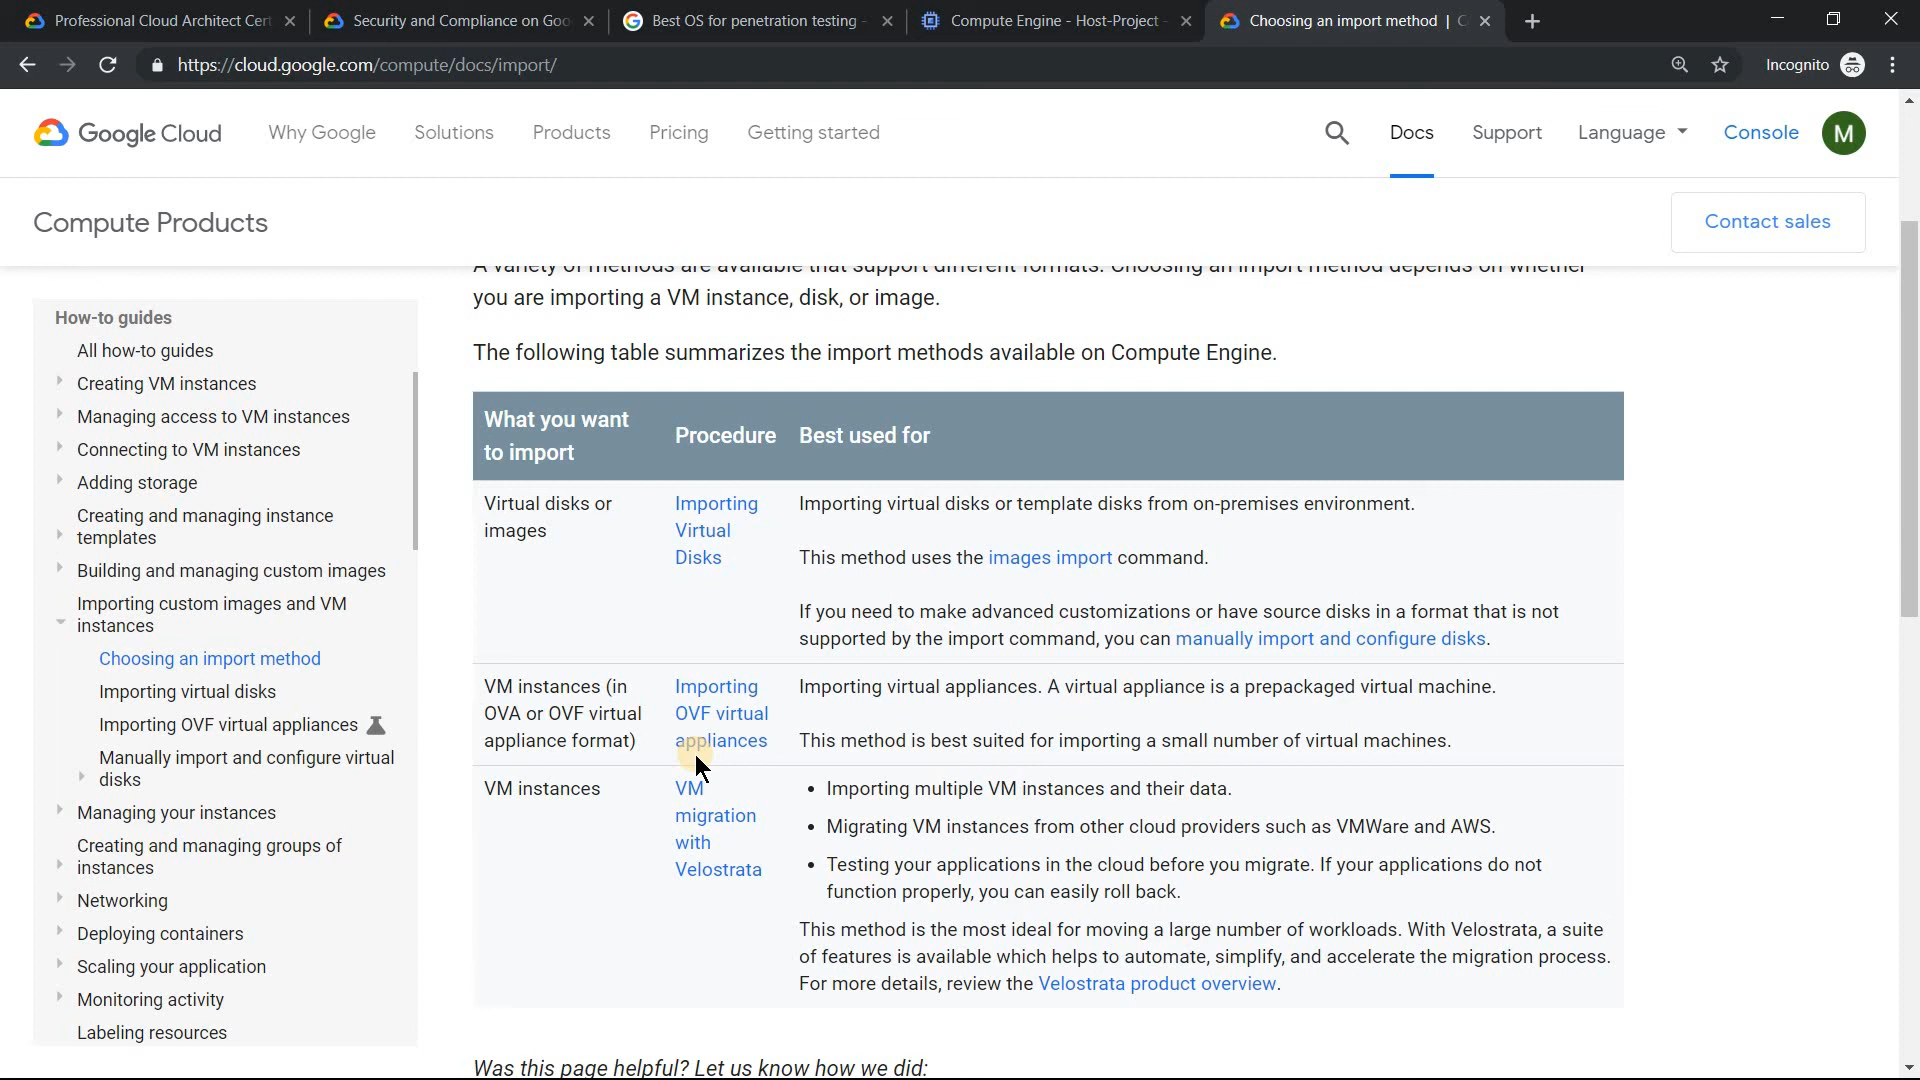 Professional Cloud Architect Cert
Security and Compliance on Goo
Best OS for penetration testing -
Compute Engine - Host-Project -
Choosing an import method | C
https://cloud.google.com/compute/docs/import/
Incognito
Google Cloud
Why Google
Solutions
Products
Pricing
Getting started
Docs
Support
Language
Console
M
Compute Products
Contact sales
How-to guides
All how-to guides
Creating VM instances
Managing access to VM instances
Connecting to VM instances
Adding storage
Creating and managing instance
templates
Building and managing custom images
Importing custom images and VM
instances
Choosing an import method
Importing virtual disks
Importing OVF virtual appliances
Manually import and configure virtual
disks
Managing your instances
Creating and managing groups of
instances
Networking
Deploying containers
Scaling your application
Monitoring activity
Labeling resources
A variety of methods are available that support different formats. Choosing an import method depends on whether
you are importing a VM instance, disk, or image.
The following table summarizes the import methods available on Compute Engine.
What you want
to import
Procedure
Best used for
Virtual disks or
images
Importing
Virtual
Disks
Importing virtual disks or template disks from on-premises environment.
This method uses the images import command.
If you need to make advanced customizations or have source disks in a format that is not
supported by the import command, you can manually import and configure disks.
VM instances (in
OVA or OVF virtual
appliance format)
Importing
OVF virtual
appliances
Importing virtual appliances. A virtual appliance is a prepackaged virtual machine.
This method is best suited for importing a small number of virtual machines.
VM instances
VM
migration
with
Velostrata
• Importing multiple VM instances and their data.
• Migrating VM instances from other cloud providers such as VMWare and AWS.
• Testing your applications in the cloud before you migrate. If your applications do not
function properly, you can easily roll back.
This method is the most ideal for moving a large number of workloads. With Velostrata, a suite
of features is available which helps to automate, simplify, and accelerate the migration process.
For more details, review the Velostrata product overview.
Was this page helpful? Let us know how we did: